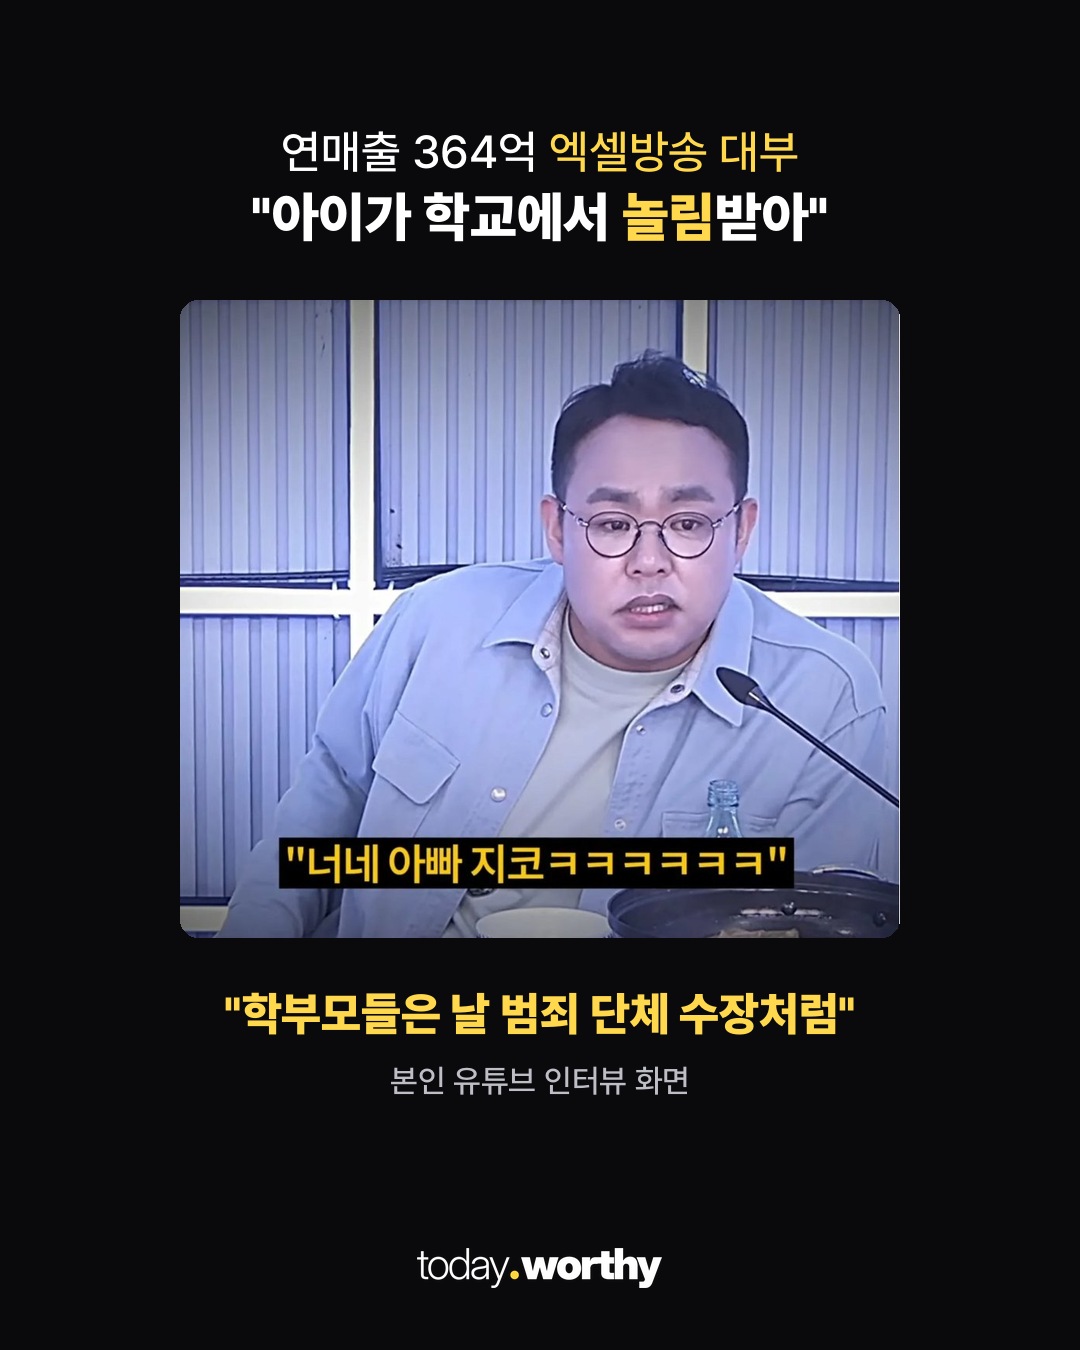 연매출 364억 엑셀방송 대부
"아이가 학교에서 놀림받아"
"너네 아빠 지코ㅋㅋㅋㅋㅋㅋ"
"학부모들은 날 범죄 단체 수장처럼"
본인 유튜브 인터뷰 화면
today.worthy